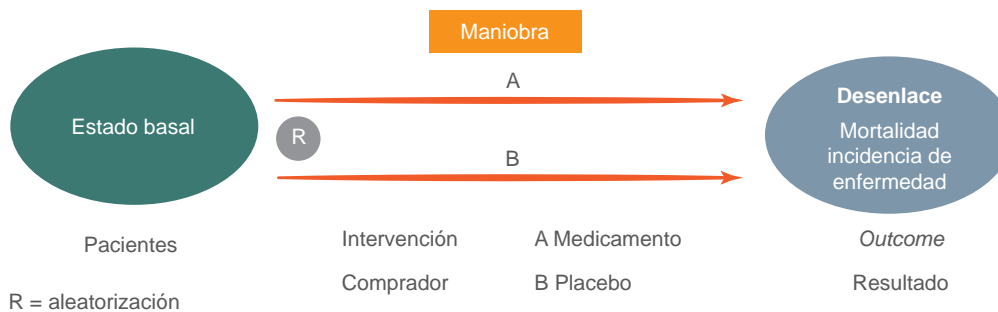 Maniobra
A
Estado basal
R
B
Desenlace
Mortalidad
incidencia de
enfermedad
Pacientes
Intervención
A Medicamento
Outcome
Comprador
B Placebo
Resultado
R = aleatorización